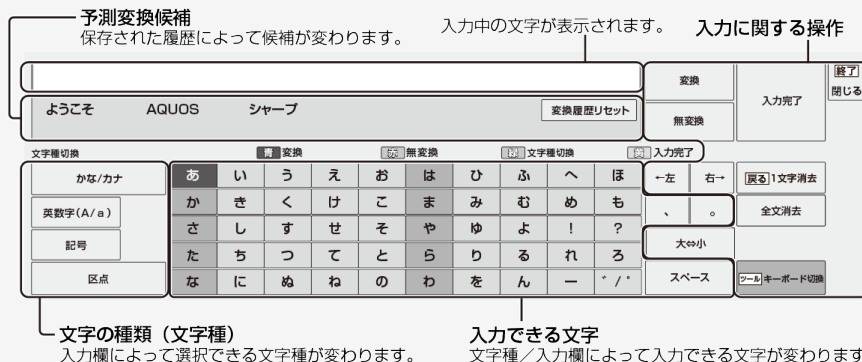 予測変換候補
保存された履歴によって候補が変わります。
入力中の文字が表示されます。
入力に関する操作
ようこそ AQUOS シャープ 変換履歴リセット
変換
無変換
入力完了
終了
閉じる
文字種切換
青 変換 赤 無変換 緑 文字種切換 黄 入力完了
かな/カナ
英数字(A/a)
記号
区点
あ い う え お は ひ ふ へ ほ
か き く け こ ま み む め も
さ し す せ そ や ゆ よ ! ?
た ち つ て と ら り る れ ろ
な に ぬ ね の わ を ん ー ゛/゜
←左 右→
、 。
大⇔小
スペース
戻る 1文字消去
全文消去
ツール キーボード切換
文字の種類(文字種)
入力欄によって選択できる文字種が変わります。
入力できる文字
文字種/入力欄によって入力できる文字が変わります